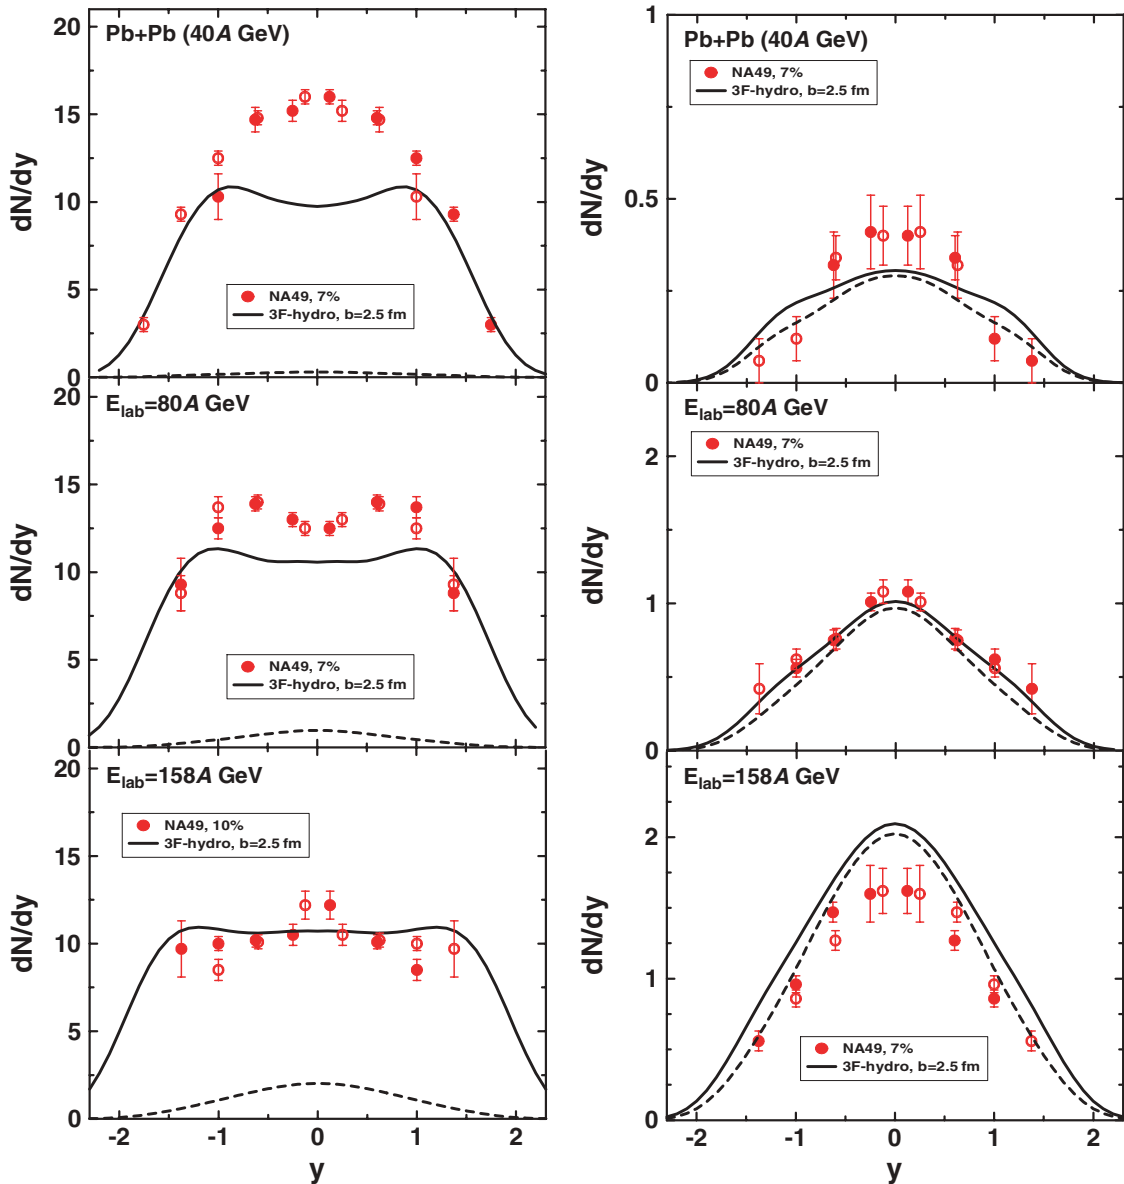 20
15
10
5
0
dN/dy
Pb+Pb (40A GeV)
NA49, 7%
3F-hydro, b=2.5 fm
1
0.5
0
dN/dy
Pb+Pb (40A GeV)
NA49, 7%
3F-hydro, b=2.5 fm
20
15
10
5
0
dN/dy
E_lab=80A GeV
NA49, 7%
3F-hydro, b=2.5 fm
2
1
0
dN/dy
E_lab=80A GeV
NA49, 7%
3F-hydro, b=2.5 fm
20
15
10
5
0
dN/dy
E_lab=158A GeV
NA49, 10%
3F-hydro, b=2.5 fm
-2 -1 0 1 2
y
2
1
0
dN/dy
E_lab=158A GeV
NA49, 7%
3F-hydro, b=2.5 fm
-2 -1 0 1 2
y